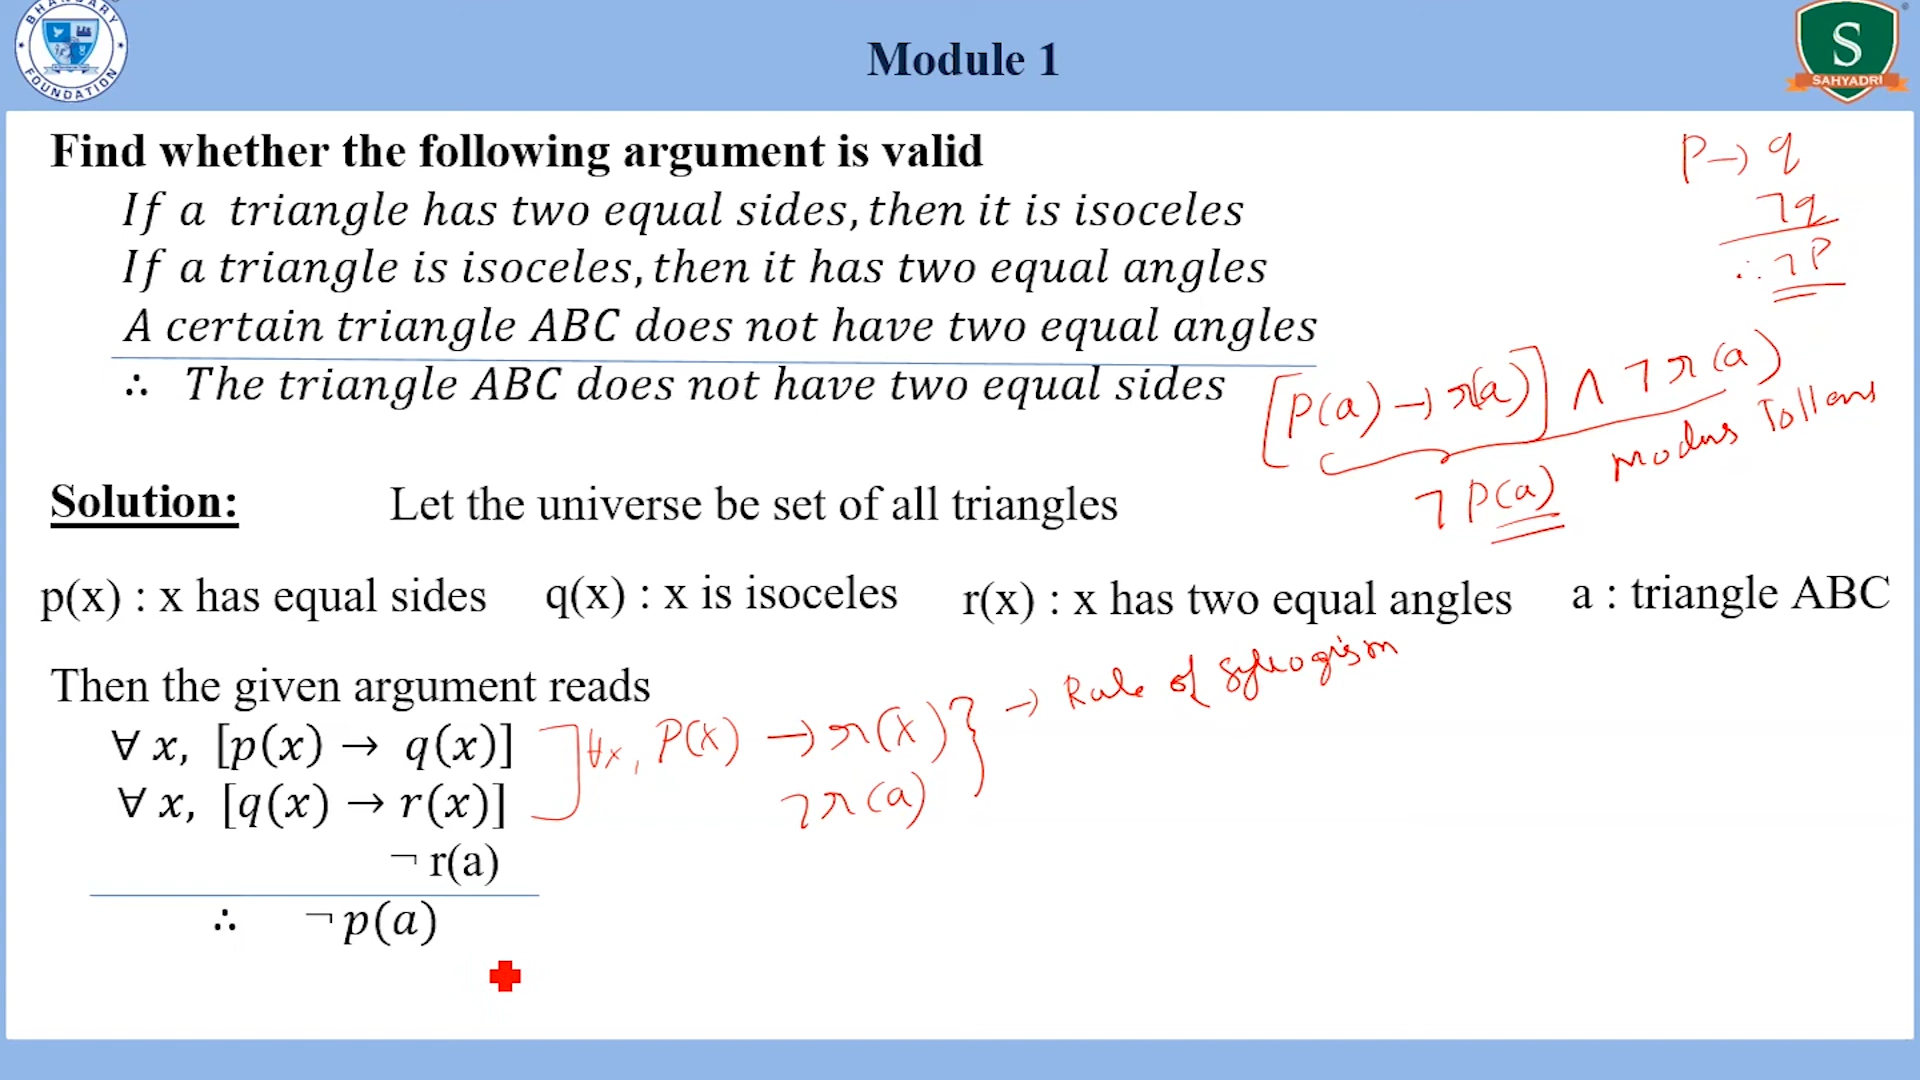 BHANDARY FOUNDATION
Module 1
S
SAHYADRI
Find whether the following argument is valid
If a triangle has two equal sides, then it is isoceles
If a triangle is isoceles, then it has two equal angles
A certain triangle ABC does not have two equal angles
∴ The triangle ABC does not have two equal sides
P → q
¬q
∴ ¬P
[P(a) → r(a)] ∧ ¬r(a)
¬P(a) Modus Tollens
Solution: Let the universe be set of all triangles
p(x) : x has equal sides q(x) : x is isoceles r(x) : x has two equal angles a : triangle ABC
Then the given argument reads
∀ x, [p(x) → q(x)]
∀ x, [q(x) → r(x)]
¬ r(a)
∴ ¬ p(a)
∀x, P(x) → r(x) } → Rule of Syllogism
¬r(a)